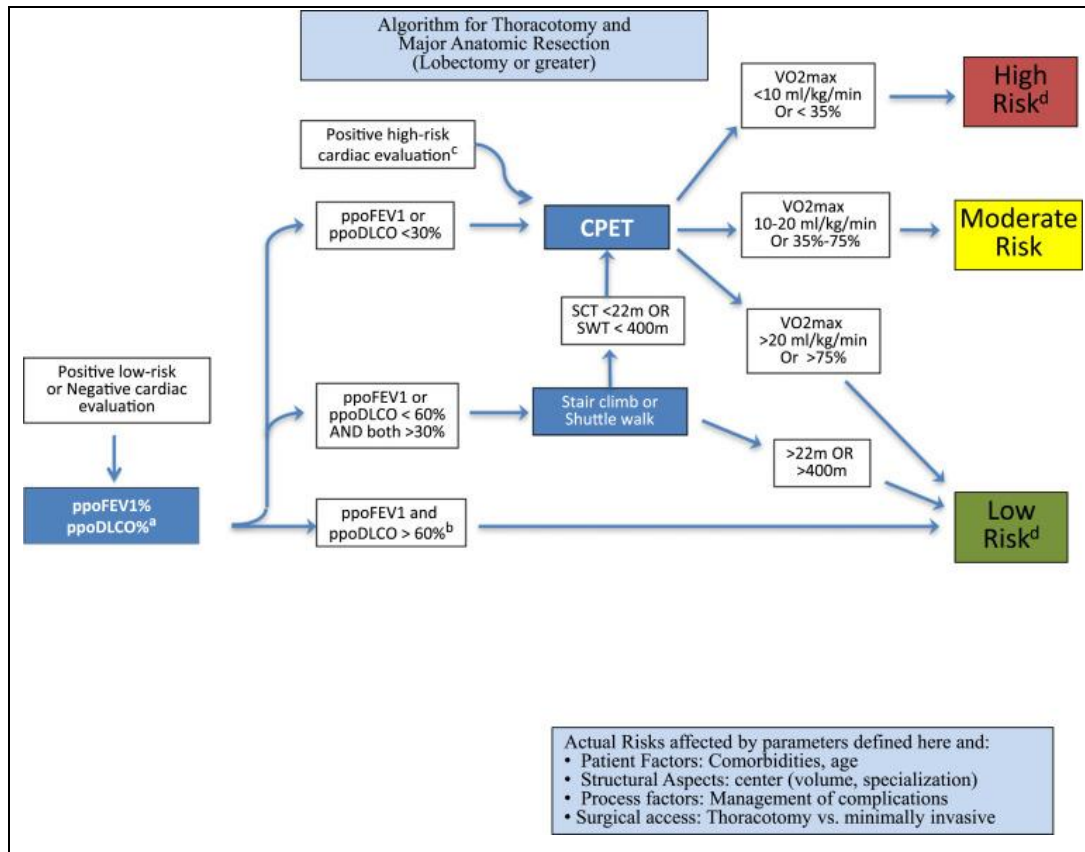 Algorithm for Thoracotomy and
Major Anatomic Resection
(Lobectomy or greater)
VO2max
<10 ml/kg/min
Or < 35%
High
Riskd
Positive high-risk
cardiac evaluationc
ppoFEV1 or
ppoDLCO <30%
CPET
VO2max
10-20 ml/kg/min
Or 35%-75%
Moderate
Risk
SCT <22m OR
SWT < 400m
VO2max
>20 ml/kg/min
Or >75%
Positive low-risk
or Negative cardiac
evaluation
ppoFEV1 or
ppoDLCO < 60%
AND both >30%
Stair climb or
Shuttle walk
>22m OR
>400m
ppoFEV1%
ppoDLCO%a
ppoFEV1 and
ppoDLCO > 60%b
Low
Riskd
Actual Risks affected by parameters defined here and:
• Patient Factors: Comorbidities, age
• Structural Aspects: center (volume, specialization)
• Process factors: Management of complications
• Surgical access: Thoracotomy vs. minimally invasive